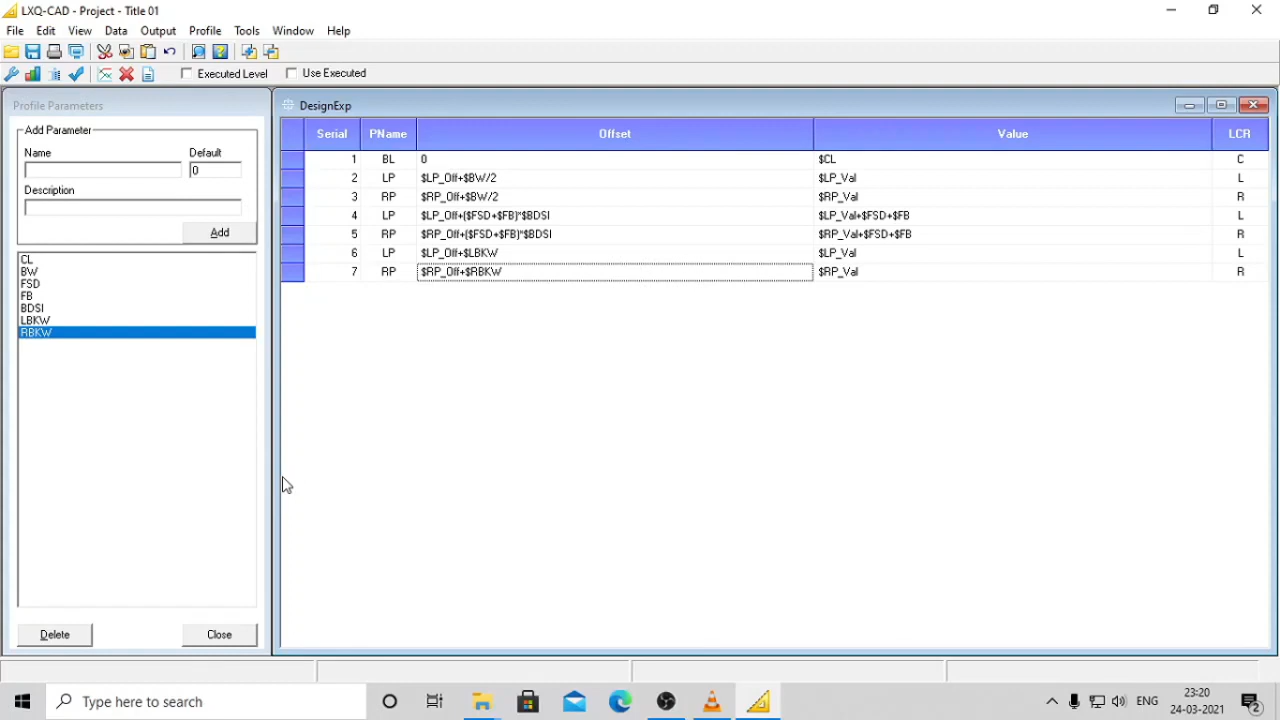 LXQ-CAD - Project - Title 01
File Edit View Data Output Profile Tools Window Help
Executed Level Use Executed
Profile Parameters
Add Parameter
Name Default
0
Description
Add
CL
BW
FSD
FB
BDSI
LBKW
RBKW
Delete Close
DesignExp
Serial PName Offset Value LCR
1 BL 0 $CL C
2 LP $LP_Off+$BW/2 $LP_Val L
3 RP $RP_Off+$BW/2 $RP_Val R
4 LP $LP_Off+($FSD+$FB)*$BDSI $LP_Val+$FSD+$FB L
5 RP $RP_Off+($FSD+$FB)*$BDSI $RP_Val+$FSD+$FB R
6 LP $LP_Off+$LBKW $LP_Val L
7 RP $RP_Off+$RBKW $RP_Val R
Type here to search
ENG
23:20
24-03-2021
2